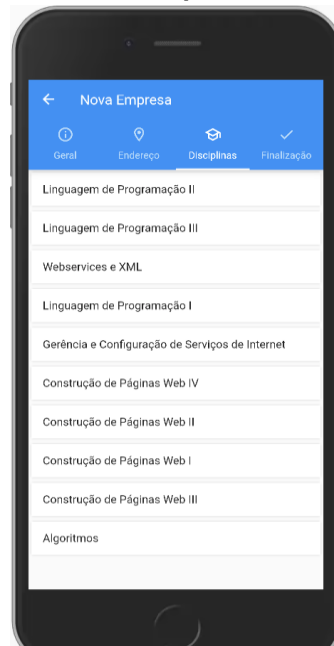 Nova Empresa
Geral Endereço Disciplinas Finalização
Linguagem de Programação II
Linguagem de Programação III
Webservices e XML
Linguagem de Programação I
Gerência e Configuração de Serviços de Internet
Construção de Páginas Web IV
Construção de Páginas Web II
Construção de Páginas Web I
Construção de Páginas Web III
Algoritmos